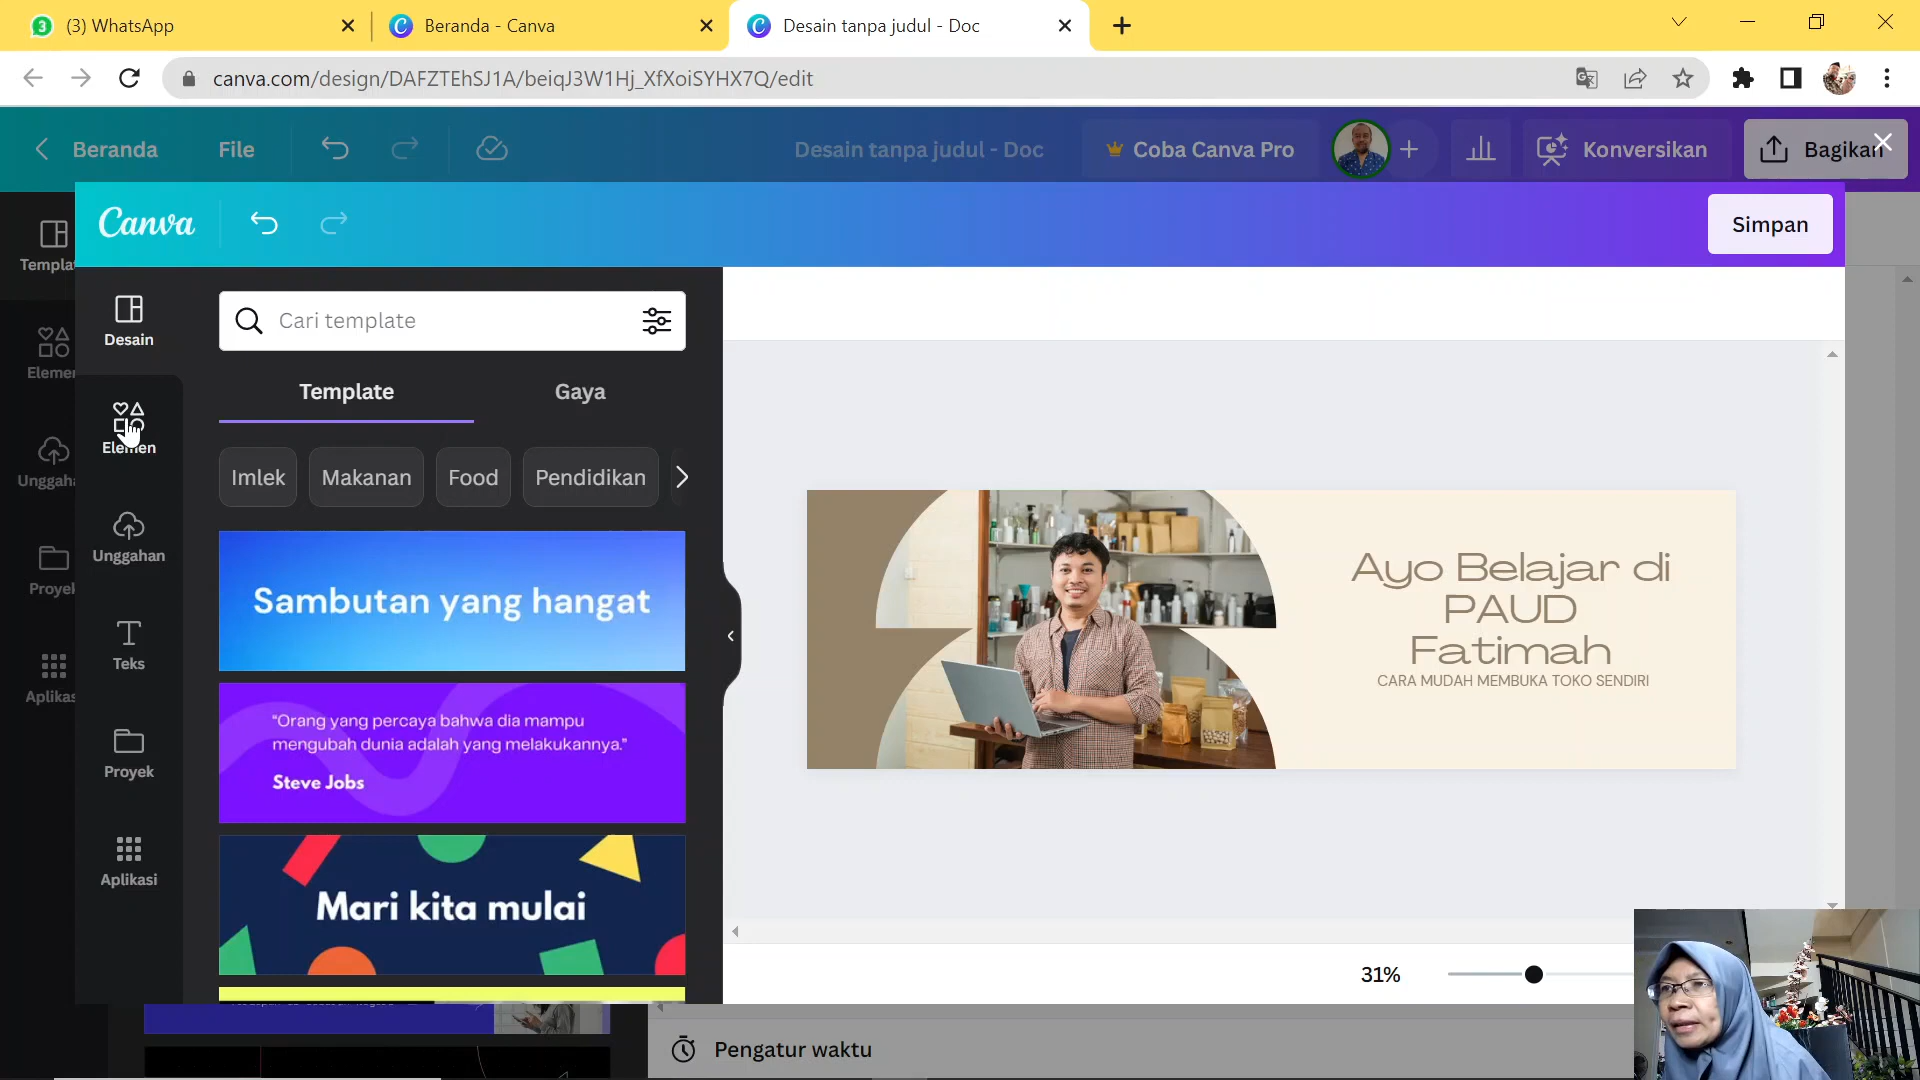 3
(3) WhatsApp
Beranda - Canva
Desain tanpa judul - Doc
canva.com/design/DAFZTEhSJ1A/beiqJ3W1Hj_XfXoiSYHX7Q/edit
Beranda
File
Desain tanpa judul - Doc
Coba Canva Pro
Konversikan
Bagikan
Canva
Simpan
Templat
Elemen
Unggaha
Proyek
Aplikas
Desain
Elemen
Unggahan
Teks
Proyek
Aplikasi
Cari template
Template
Gaya
Imlek
Makanan
Food
Pendidikan
Sambutan yang hangat
"Orang yang percaya bahwa dia mampu
mengubah dunia adalah yang melakukannya."
Steve Jobs
Mari kita mulai
Ayo Belajar di
PAUD
Fatimah
CARA MUDAH MEMBUKA TOKO SENDIRI
31%
Pengatur waktu